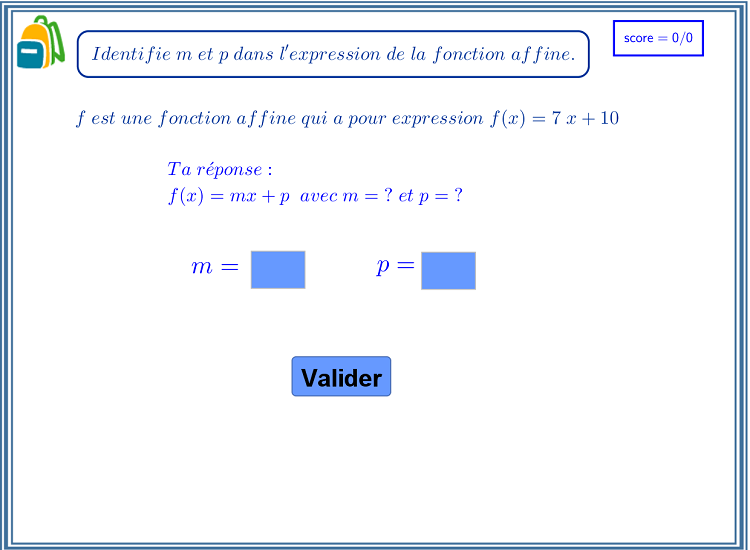 Identifie m et p dans l'expression de la fonction affine.
score = 0/0
f est une fonction affine qui a pour expression f(x) = 7 x + 10
Ta réponse :
f(x) = mx + p avec m = ? et p = ?
m =
p =
Valider